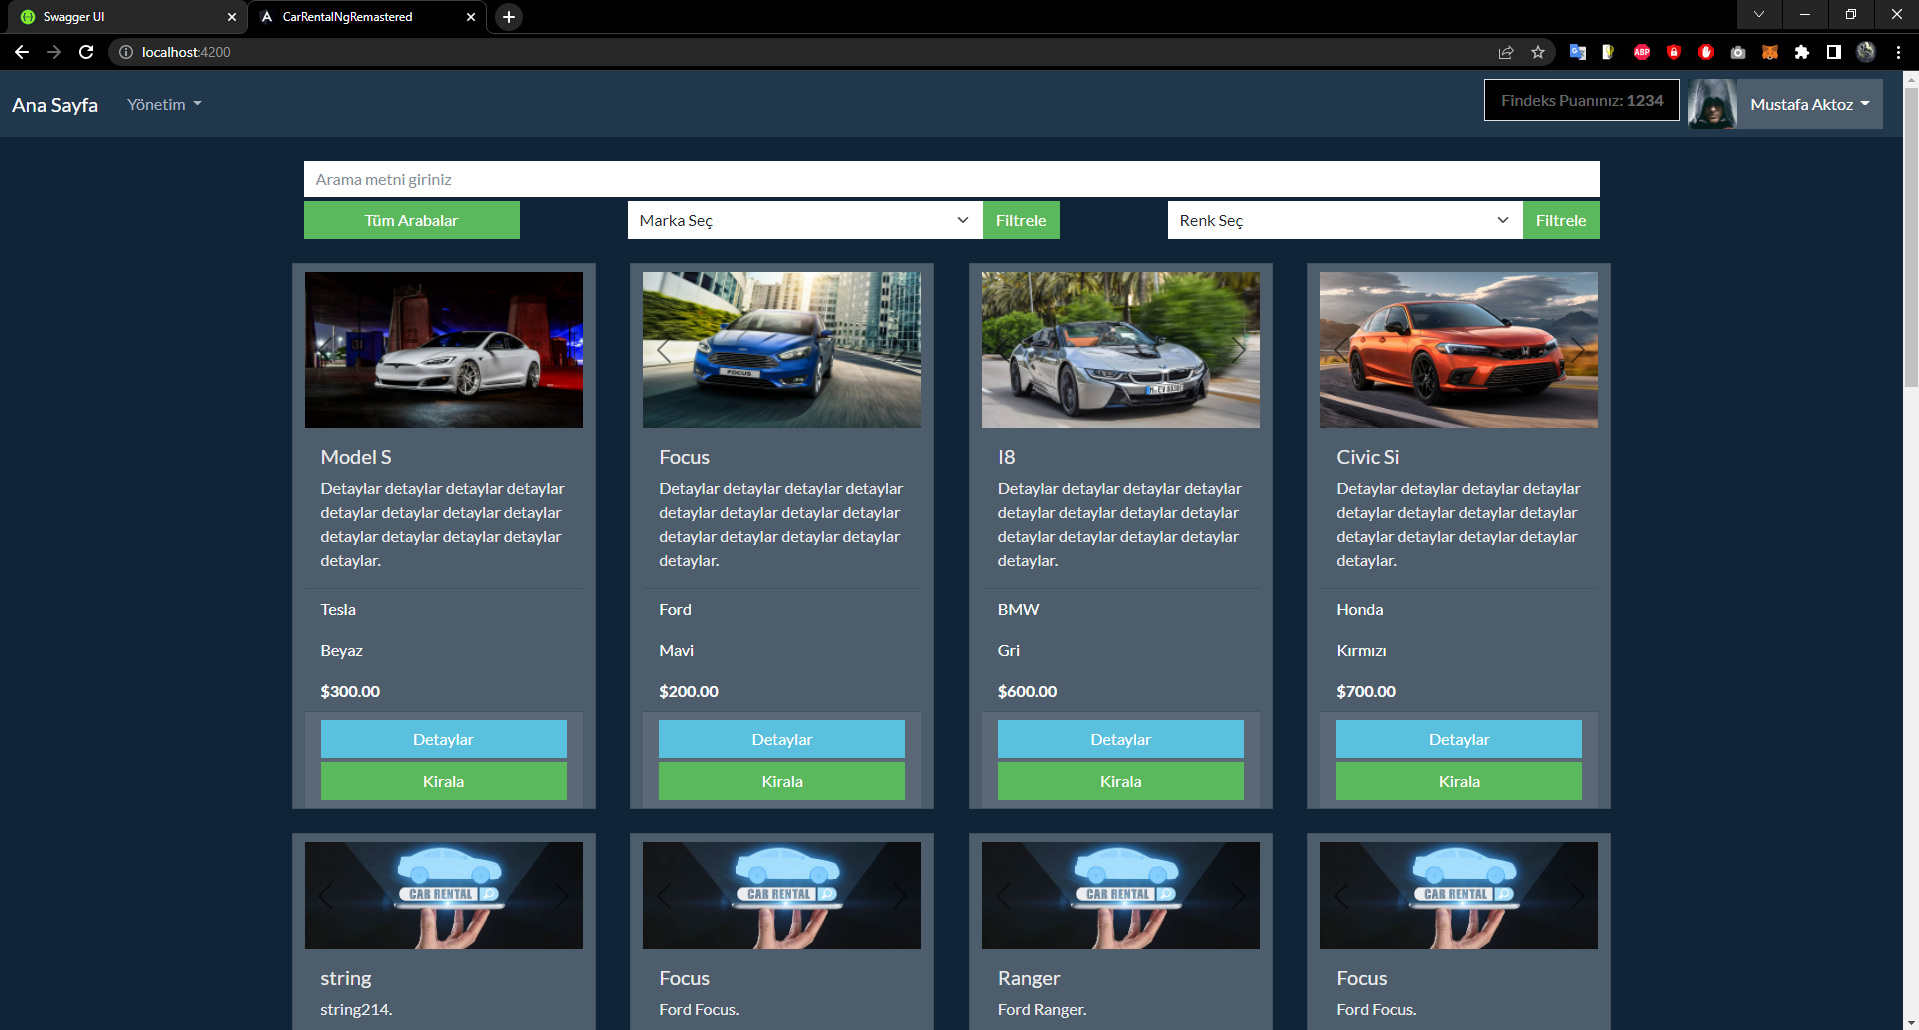 Swagger UI
CarRentalNgRemastered
localhost:4200
ABP
Ana Sayfa
Yönetim
Findeks Puanınız: 1234
Mustafa Aktoz
Arama metni giriniz
Tüm Arabalar
Marka Seç
Filtrele
Renk Seç
Filtrele
FOCUS
Model S
Detaylar detaylar detaylar detaylar
detaylar detaylar detaylar detaylar
detaylar detaylar detaylar detaylar
detaylar.
Tesla
Beyaz
$300.00
Detaylar
Kirala
Focus
Detaylar detaylar detaylar detaylar
detaylar detaylar detaylar detaylar
detaylar detaylar detaylar detaylar
detaylar.
Ford
Mavi
$200.00
Detaylar
Kirala
I8
Detaylar detaylar detaylar detaylar
detaylar detaylar detaylar detaylar
detaylar detaylar detaylar detaylar
detaylar.
BMW
Gri
$600.00
Detaylar
Kirala
Civic Si
Detaylar detaylar detaylar detaylar
detaylar detaylar detaylar detaylar
detaylar detaylar detaylar detaylar
detaylar.
Honda
Kırmızı
$700.00
Detaylar
Kirala
CAR RENTAL
string
string214.
CAR RENTAL
Focus
Ford Focus.
CAR RENTAL
Ranger
Ford Ranger.
CAR RENTAL
Focus
Ford Focus.